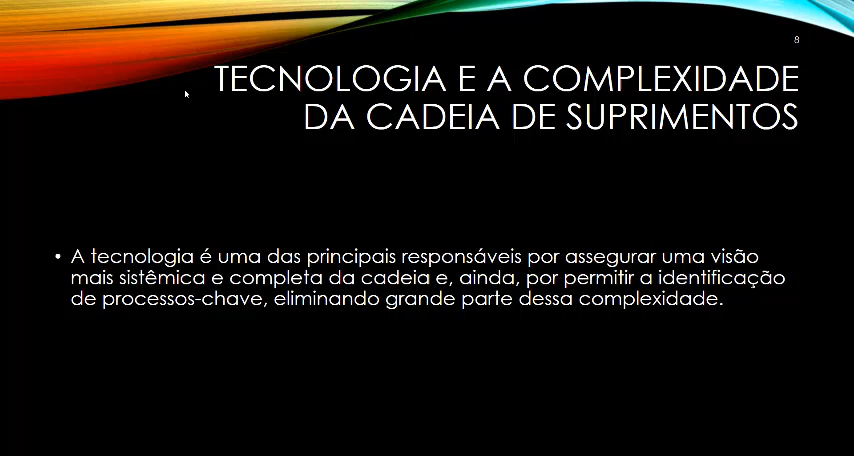 8
TECNOLOGIA E A COMPLEXIDADE
DA CADEIA DE SUPRIMENTOS
• A tecnologia é uma das principais responsáveis por assegurar uma visão
mais sistêmica e completa da cadeia e, ainda, por permitir a identificação
de processos-chave, eliminando grande parte dessa complexidade.